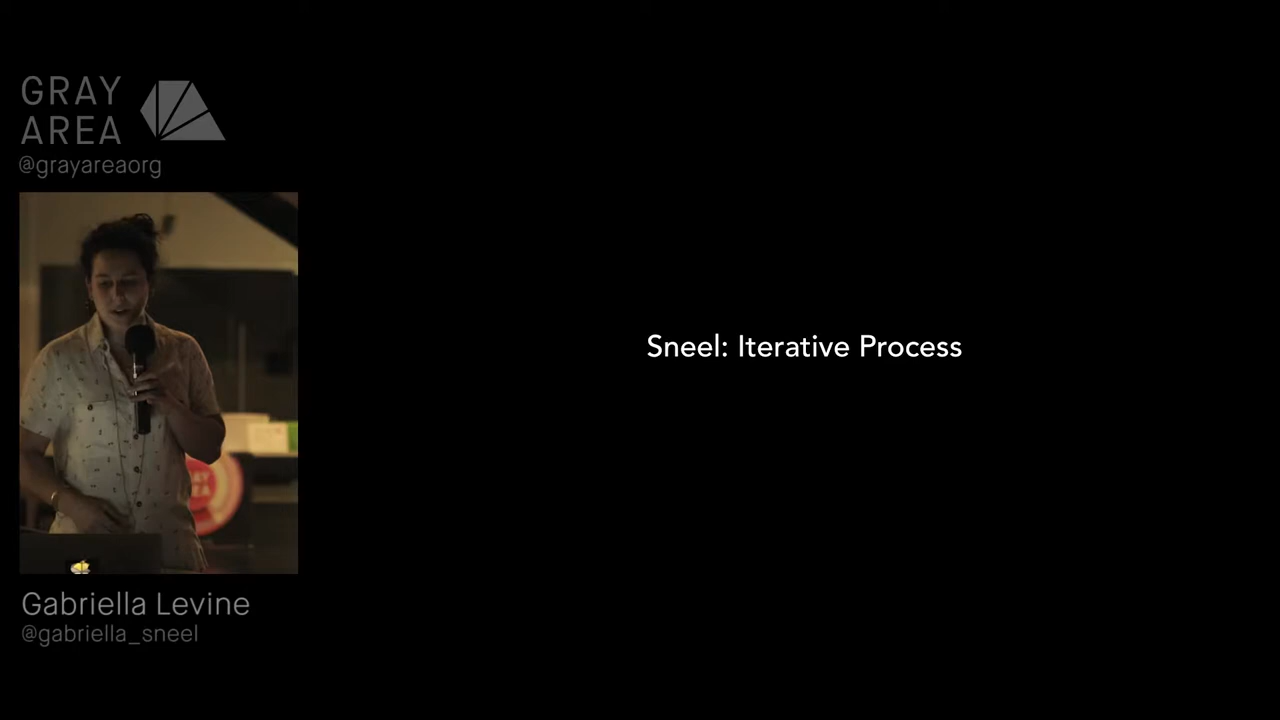 GRAY
AREA
@grayareaorg
Gabriella Levine
@gabriella_sneel
Sneel: Iterative Process